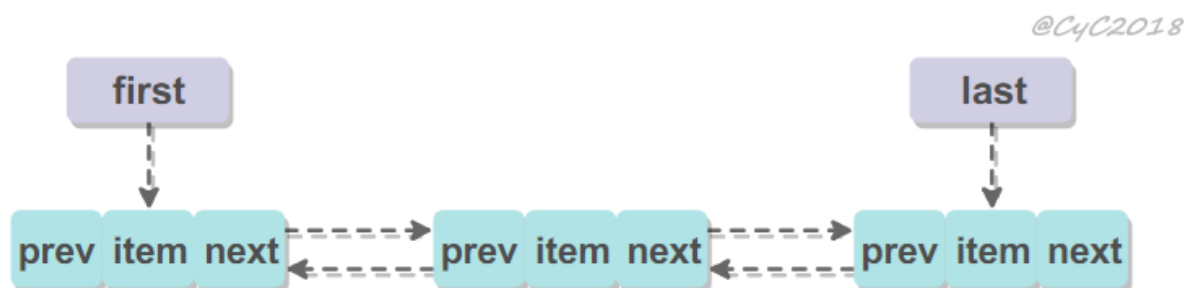 @CyC2018
first last
prev item next prev item next prev item next